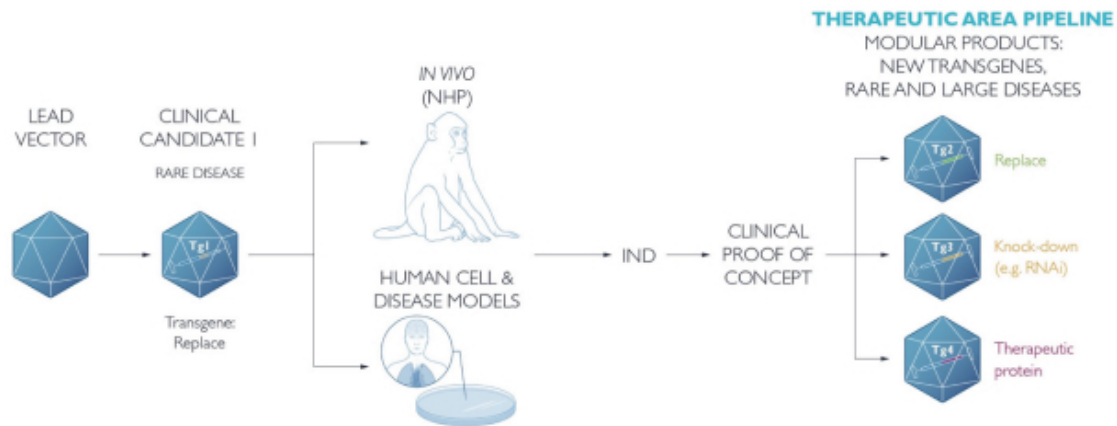 THERAPEUTIC AREA PIPELINE
MODULAR PRODUCTS:
NEW TRANSGENES,
RARE AND LARGE DISEASES
LEAD
VECTOR
CLINICAL
CANDIDATE 1
RARE DISEASE
Tg1
Transgene:
Replace
IN VIVO
(NHP)
HUMAN CELL &
DISEASE MODELS
IND
CLINICAL
PROOF OF
CONCEPT
Tg2
Replace
Tg3
Knock-down
(e.g. RNAi)
Tg4
Therapeutic
protein